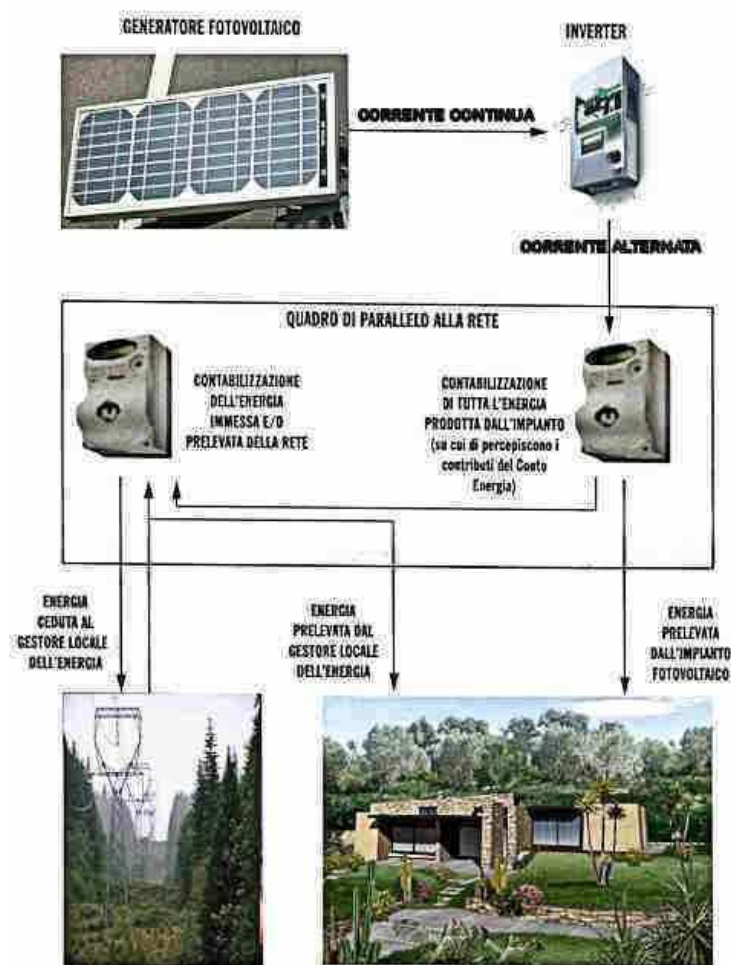 GENERATORE FOTOVOLTAICO
INVERTER
CORRENTE CONTINUA
CORRENTE ALTERNATA
QUADRO DI PARALLELO ALLA RETE
CONTABILIZZAZIONE
DELL'ENERGIA
IMMESSA E/O
PRELEVATA DELLA RETE
CONTABILIZZAZIONE
DI TUTTA L'ENERGIA
PRODOTTA DALL'IMPIANTO
(su cui di percepiscono i
contributi del Conto
Energia)
ENERGIA
CEDUTA AL
GESTORE LOCALE
DELL'ENERGIA
ENERGIA
PRELEVATA DAL
GESTORE LOCALE
DELL'ENERGIA
ENERGIA
PRELEVATA
DALL'IMPIANTO
FOTOVOLTAICO